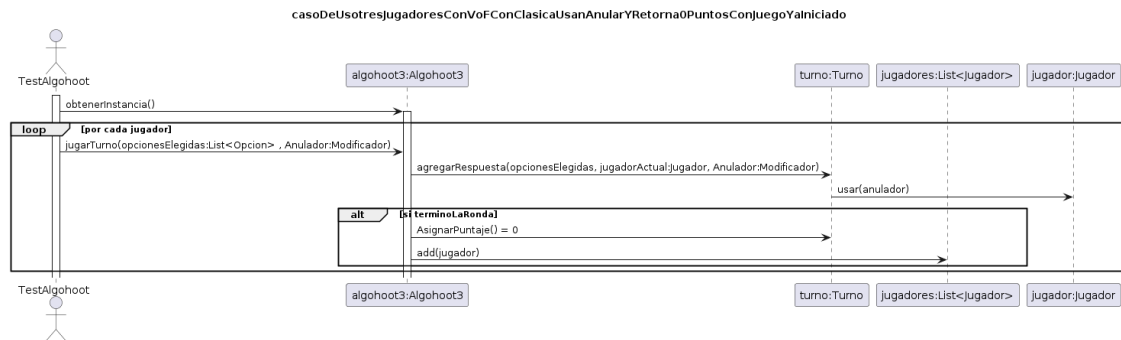 casoDeUsotresJugadoresConVoFConClasicaUsanAnularYRetorna0PuntosConJuegoYaIniciado
TestAlgohoot
algohoot3:Algohoot3
turno:Turno
jugadores:List<Jugador>
jugador:Jugador
obtenerInstancia()
loop [por cada jugador]
jugarTurno(opcionesElegidas:List<Opcion> , Anulador:Modificador)
agregarRespuesta(opcionesElegidas, jugadorActual:Jugador, Anulador:Modificador)
usar(anulador)
alt [si terminoLaRonda]
AsignarPuntaje() = 0
add(jugador)
TestAlgohoot
algohoot3:Algohoot3
turno:Turno
jugadores:List<Jugador>
jugador:Jugador